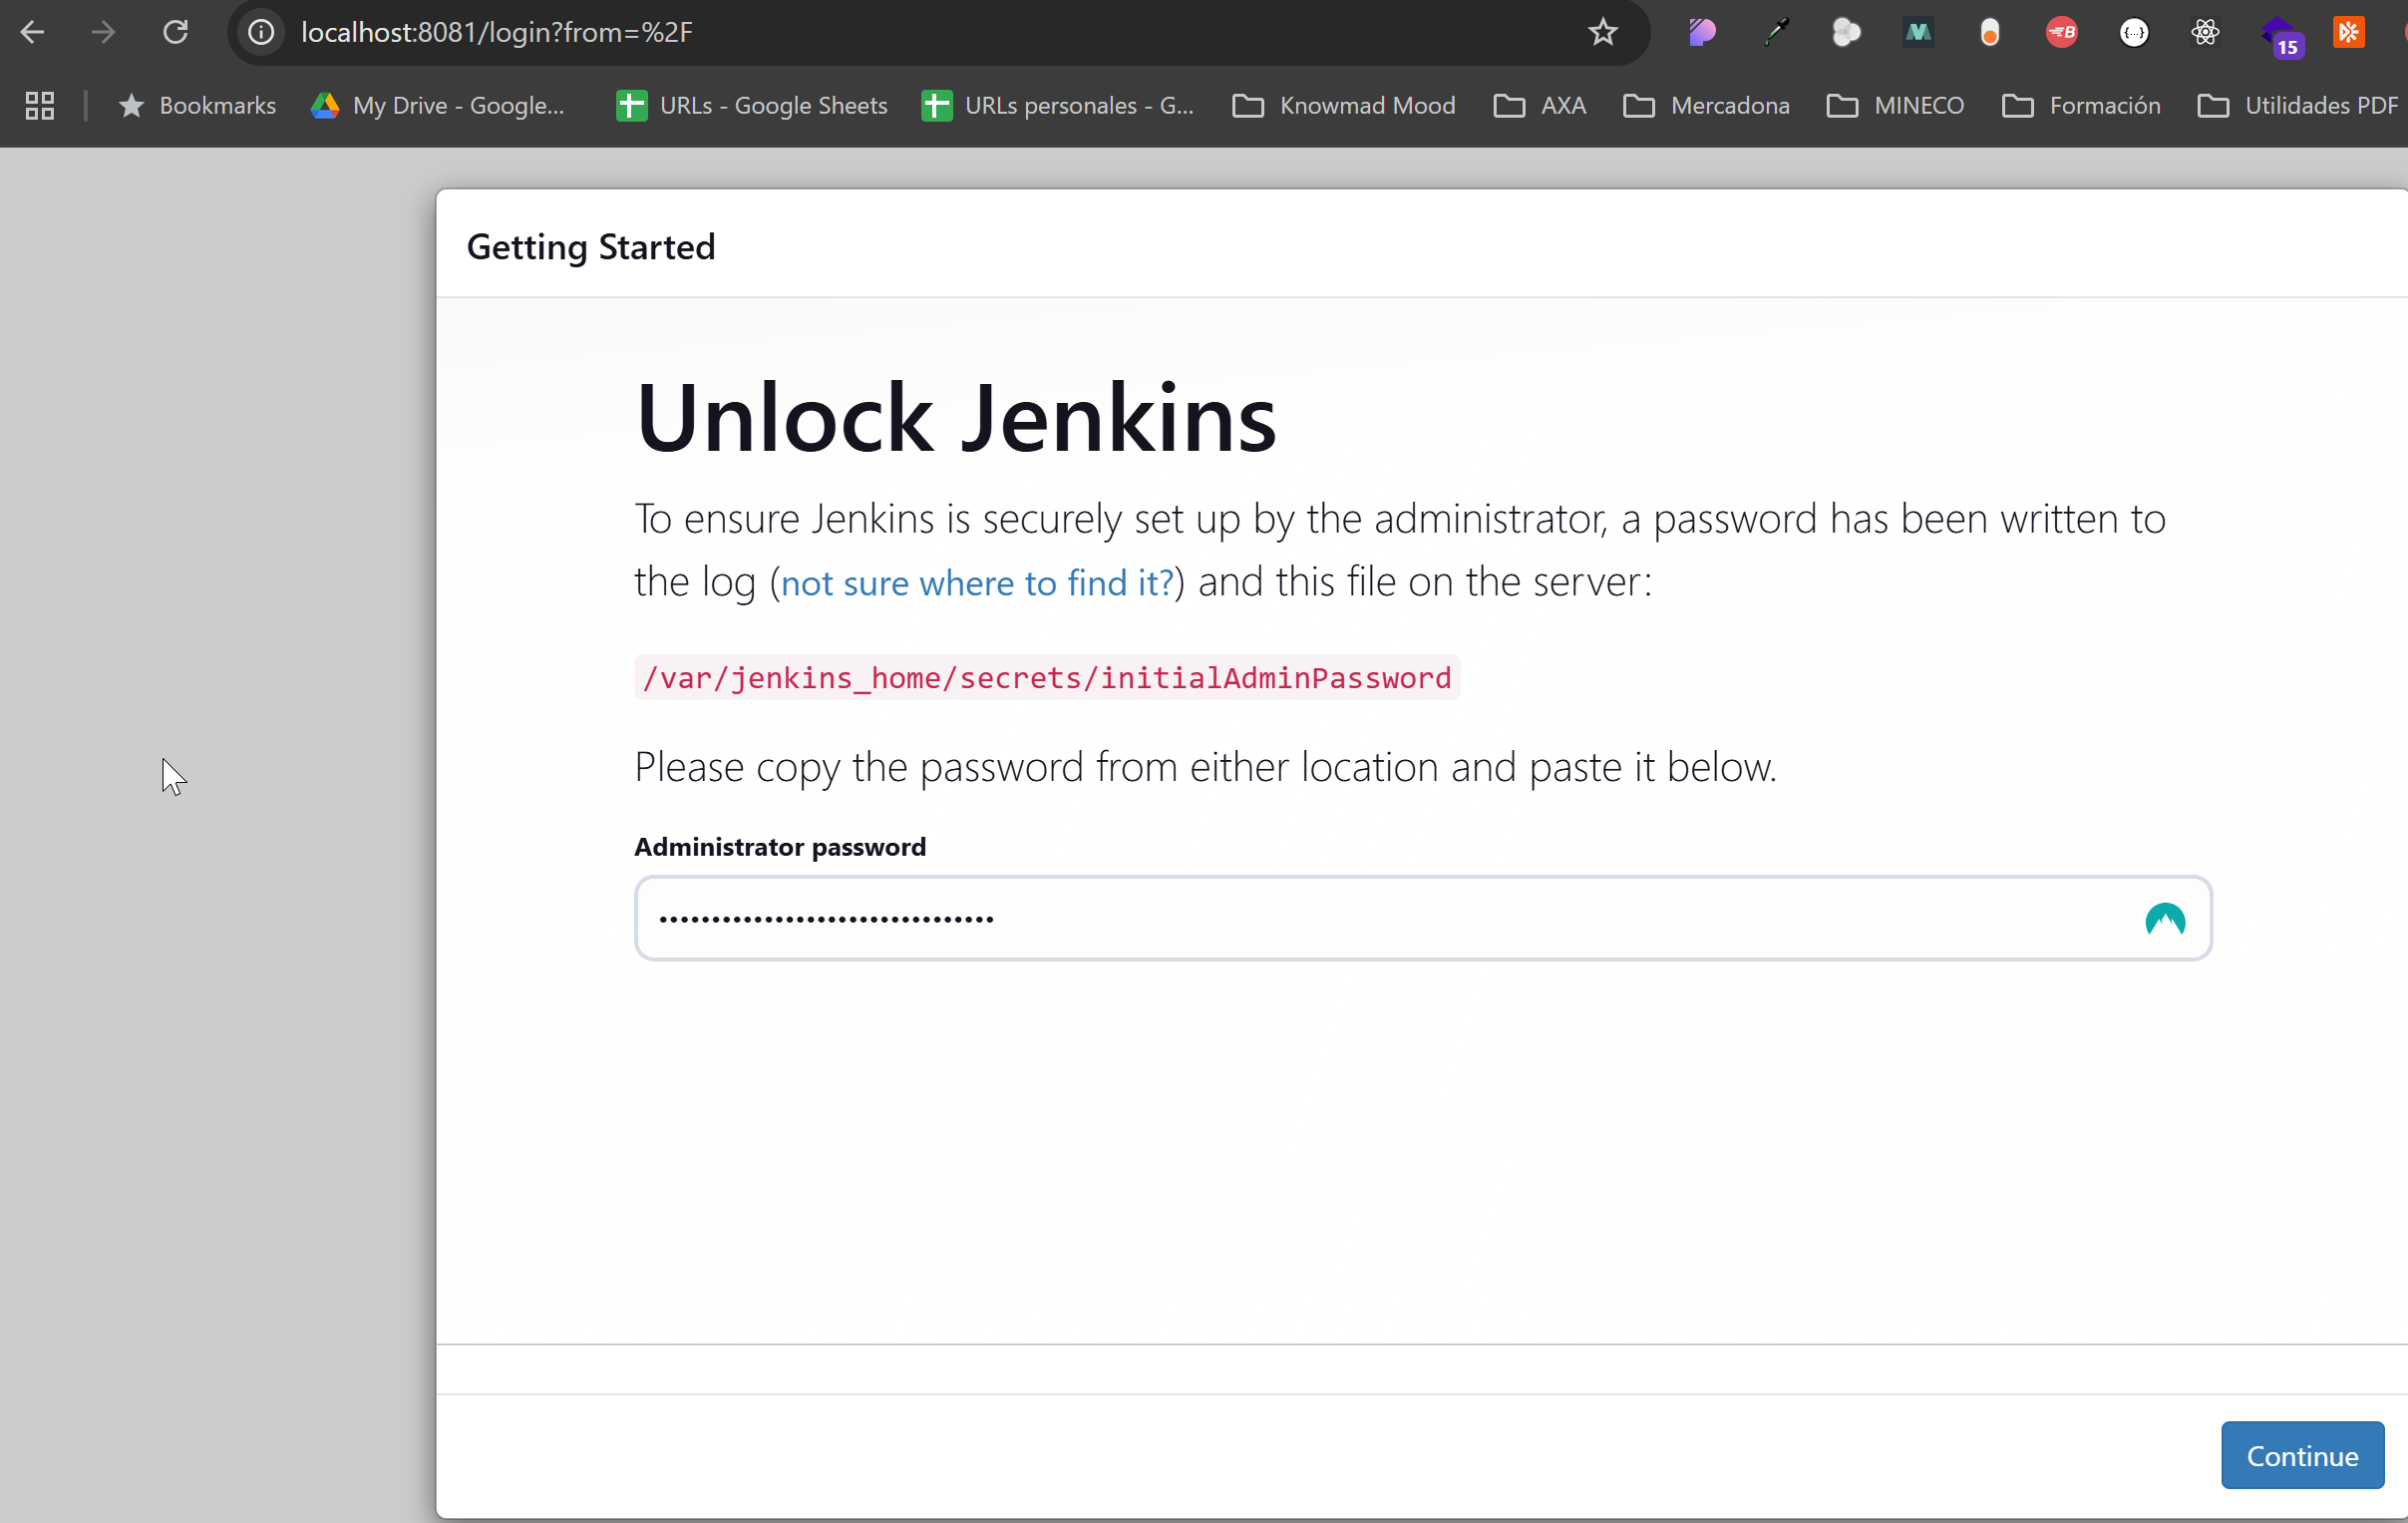 localhost:8081/login?from=%2F
15
Bookmarks
My Drive - Google...
URLs - Google Sheets
URLs personales - G...
Knowmad Mood
AXA
Mercadona
MINECO
Formación
Utilidades PDF
Getting Started
Unlock Jenkins
To ensure Jenkins is securely set up by the administrator, a password has been written to
the log (not sure where to find it?) and this file on the server:
/var/jenkins_home/secrets/initialAdminPassword
Please copy the password from either location and paste it below.
Administrator password
••••••••••••••••••••••••••••••••
Continue